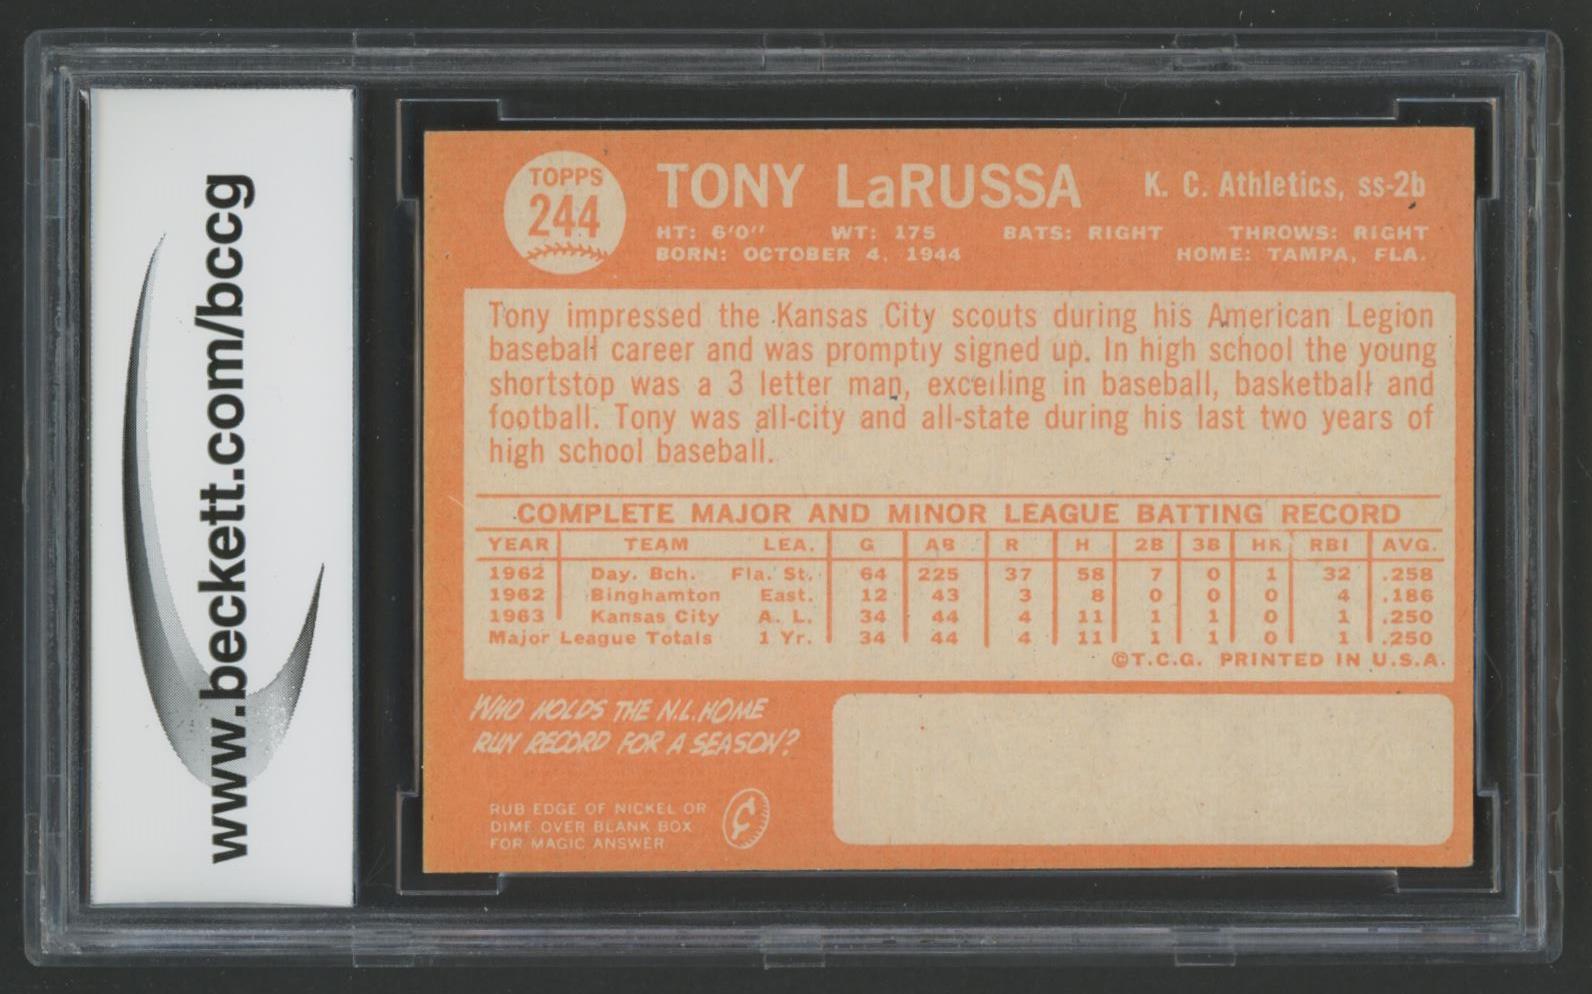 www.beckett.com/bccg
TOPPS
244
TONY LaRUSSA
K. C. Athletics, ss-2b
HT: 6'0" WT: 175 BATS: RIGHT THROWS: RIGHT
BORN: OCTOBER 4, 1944 HOME: TAMPA, FLA.
Tony impressed the Kansas City scouts during his American Legion
baseball career and was promptly signed up. In high school the young
shortstop was a 3 letter man, excelling in baseball, basketball and
football. Tony was all-city and all-state during his last two years of
high school baseball.
COMPLETE MAJOR AND MINOR LEAGUE BATTING RECORD
YEAR TEAM LEA. G AB R H 2B 3B HR RBI AVG.
1962 Day. Bch. Fla. St. 64 225 37 58 7 0 1 32 .258
1962 Binghamton East. 12 43 3 8 0 0 0 4 .186
1963 Kansas City A. L. 34 44 4 11 1 1 0 1 .250
Major League Totals 1 Yr. 34 44 4 11 1 1 0 1 .250
©T.C.G. PRINTED IN U.S.A.
WHO HOLDS THE N.L. HOME
RUN RECORD FOR A SEASON?
RUB EDGE OF NICKEL OR
DIME OVER BLANK BOX
FOR MAGIC ANSWER
¢